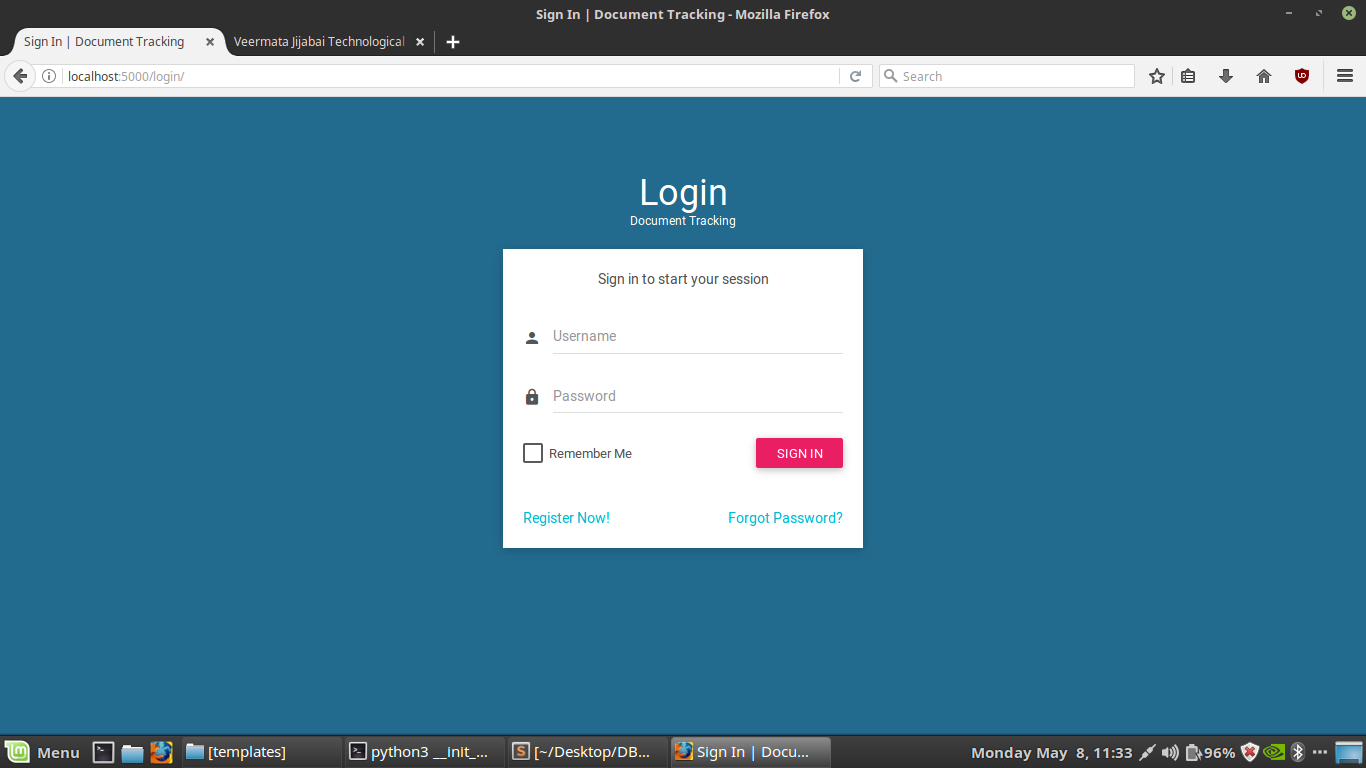 Sign In | Document Tracking - Mozilla Firefox
Sign In | Document Tracking
Veermata Jijabai Technological
localhost:5000/login/
Search
Login
Document Tracking
Sign in to start your session
Username
Password
Remember Me
SIGN IN
Register Now!
Forgot Password?
Menu
[templates]
python3 __init_...
[~/Desktop/DB...
Sign In | Docu...
Monday May 8, 11:33
96%